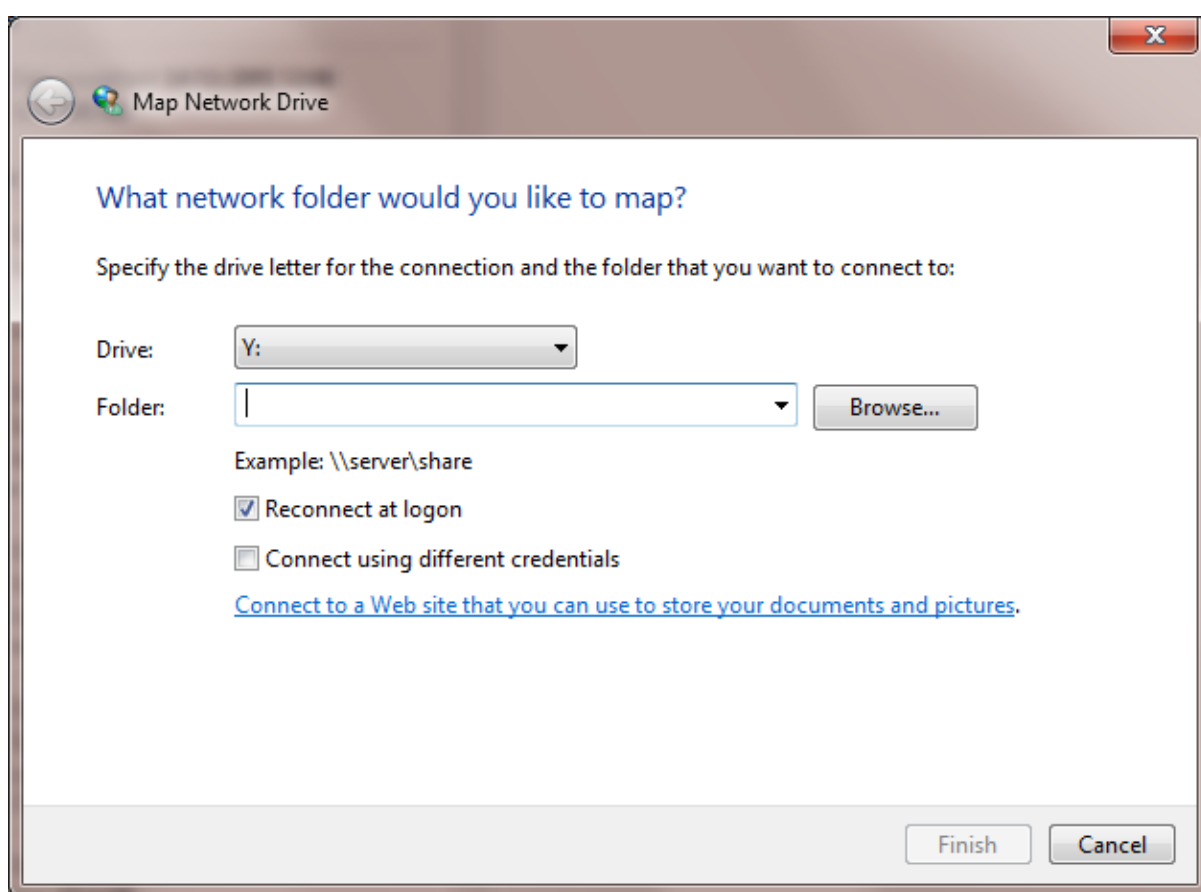 Map Network Drive
What network folder would you like to map?
Specify the drive letter for the connection and the folder that you want to connect to:
Drive: Y:
Folder: Browse...
Example: \\server\share
Reconnect at logon
Connect using different credentials
Connect to a Web site that you can use to store your documents and pictures.
Finish Cancel